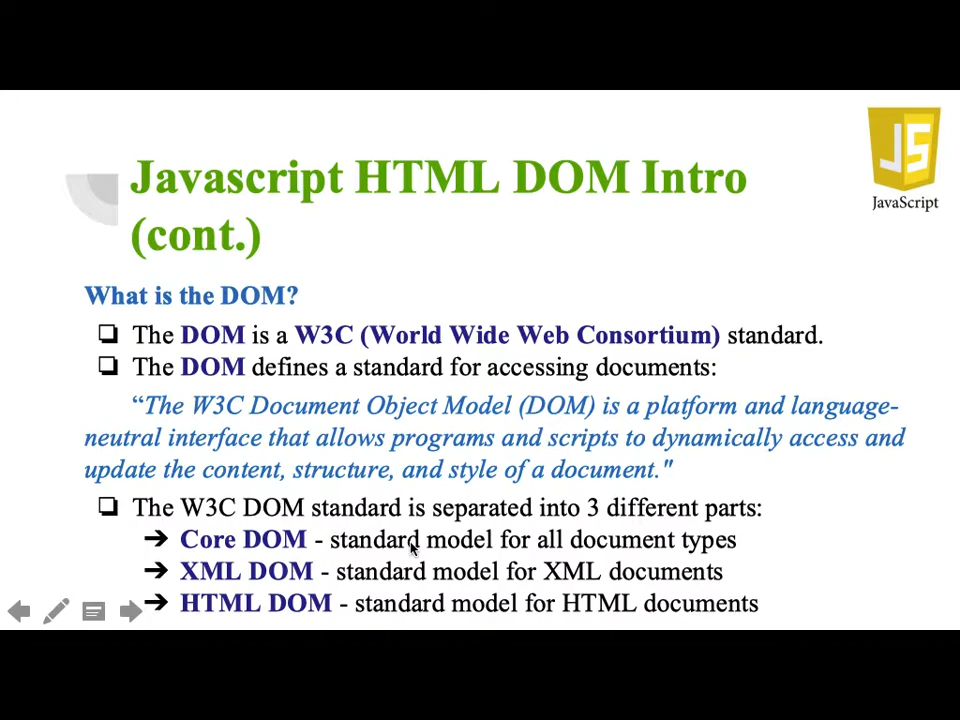 JS
JavaScript
Javascript HTML DOM Intro
(cont.)
What is the DOM?
❏ The DOM is a W3C (World Wide Web Consortium) standard.
❏ The DOM defines a standard for accessing documents:
“The W3C Document Object Model (DOM) is a platform and language-
neutral interface that allows programs and scripts to dynamically access and
update the content, structure, and style of a document."
❏ The W3C DOM standard is separated into 3 different parts:
➔ Core DOM - standard model for all document types
➔ XML DOM - standard model for XML documents
➔ HTML DOM - standard model for HTML documents